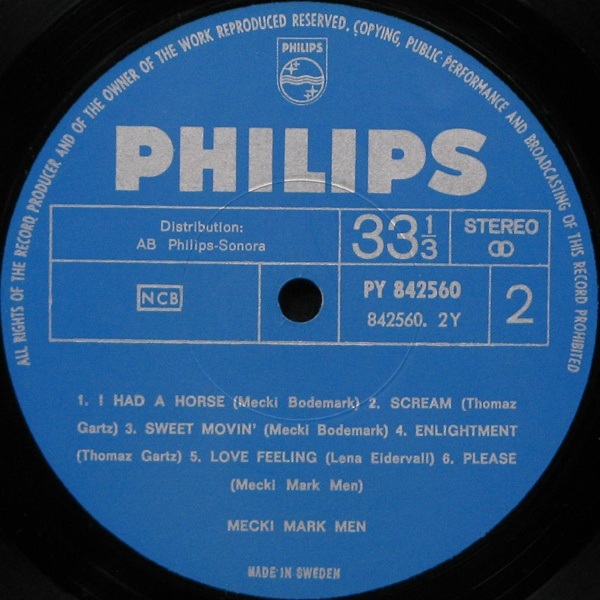 ALL RIGHTS OF THE RECORD PRODUCER AND OF THE OWNER OF THE WORK REPRODUCED RESERVED. COPYING, PUBLIC PERFORMANCE AND BROADCASTING OF THIS RECORD PROHIBITED
PHILIPS
PHILIPS
Distribution:
AB Philips-Sonora
33 1/3
STEREO
NCB
PY 842560
842560. 2Y
2
1. I HAD A HORSE (Mecki Bodemark) 2. SCREAM (Thomaz
Gartz) 3. SWEET MOVIN' (Mecki Bodemark) 4. ENLIGHTMENT
(Thomaz Gartz) 5. LOVE FEELING (Lena Eidervall) 6. PLEASE
(Mecki Mark Men)
MECKI MARK MEN
MADE IN SWEDEN